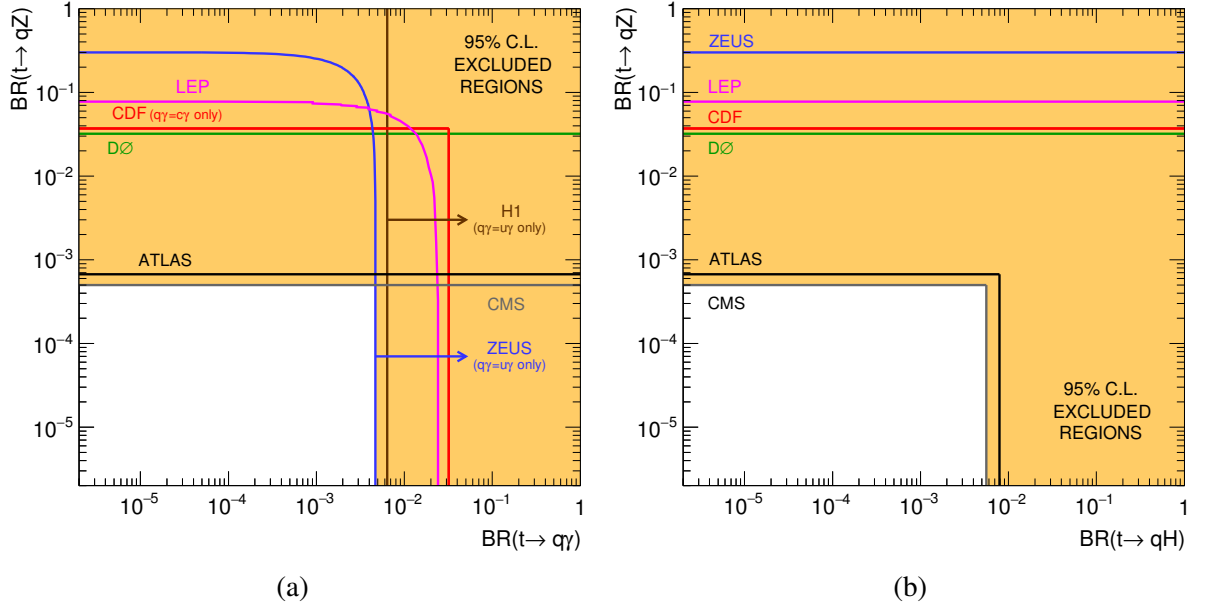 BR(t→ qZ)
1
10⁻¹
10⁻²
10⁻³
10⁻⁴
10⁻⁵
95% C.L.
EXCLUDED
REGIONS
LEP
CDF (qγ=cγ only)
DØ
H1
(qγ=uγ only)
ATLAS
CMS
ZEUS
(qγ=uγ only)
10⁻⁵ 10⁻⁴ 10⁻³ 10⁻² 10⁻¹ 1
BR(t→ qγ)
(a)
BR(t→ qZ)
1
10⁻¹
10⁻²
10⁻³
10⁻⁴
10⁻⁵
ZEUS
LEP
CDF
DØ
ATLAS
CMS
95% C.L.
EXCLUDED
REGIONS
10⁻⁵ 10⁻⁴ 10⁻³ 10⁻² 10⁻¹ 1
BR(t→ qH)
(b)